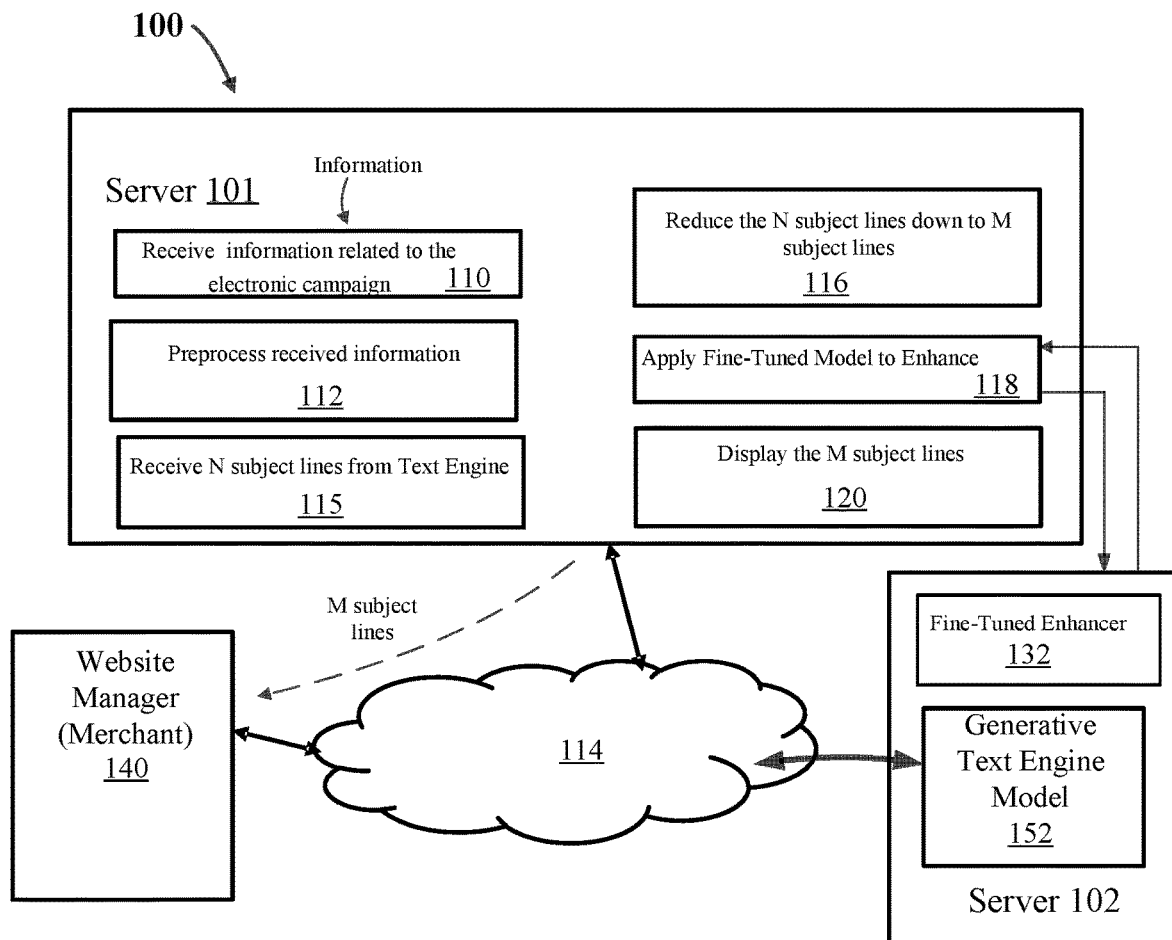 100
Server 101
Information
Receive information related to the
electronic campaign 110
Preprocess received information
112
Receive N subject lines from Text Engine
115
Reduce the N subject lines down to M
subject lines
116
Apply Fine-Tuned Model to Enhance
118
Display the M subject lines
120
M subject
lines
Website
Manager
(Merchant)
140
114
Fine-Tuned Enhancer
132
Generative
Text Engine
Model
152
Server 102